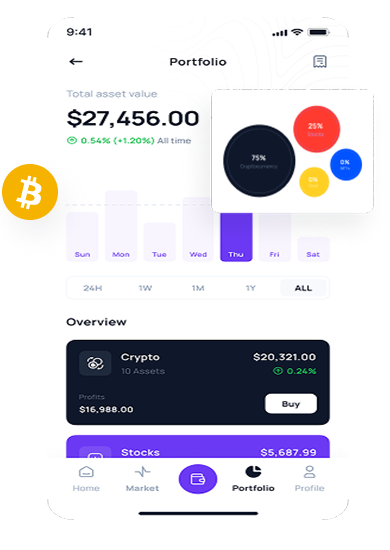 9:41
Portfolio
Total asset value
$27,456.00
0.54% (+1.20%) All time
25%
75%
Cryptocurrency
0%
NFTs
0%
Sun Mon Tue Wed Thu Fri Sat
24H 1W 1M 1Y ALL
Overview
Crypto $20,321.00
10 Assets 0.24%
Profits
$16,988.00 Buy
Stocks $5,687.99
Home Market Portfolio Profile